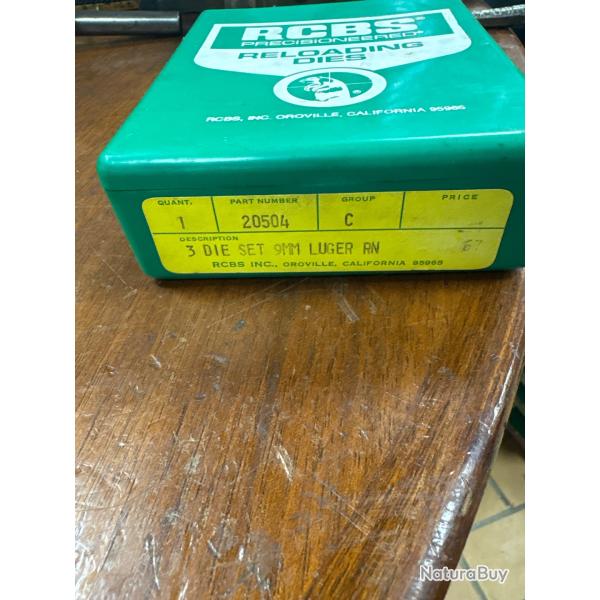 RCBS
PRECISIONEERED
RELOADING
DIES
RCBS, INC. OROVILLE, CALIFORNIA 95965
QUANT. PART NUMBER GROUP PRICE
1 20504 C
DESCRIPTION
3 DIE SET 9MM LUGER RN 67
RCBS INC., OROVILLE, CALIFORNIA 95965
NaturaBuy